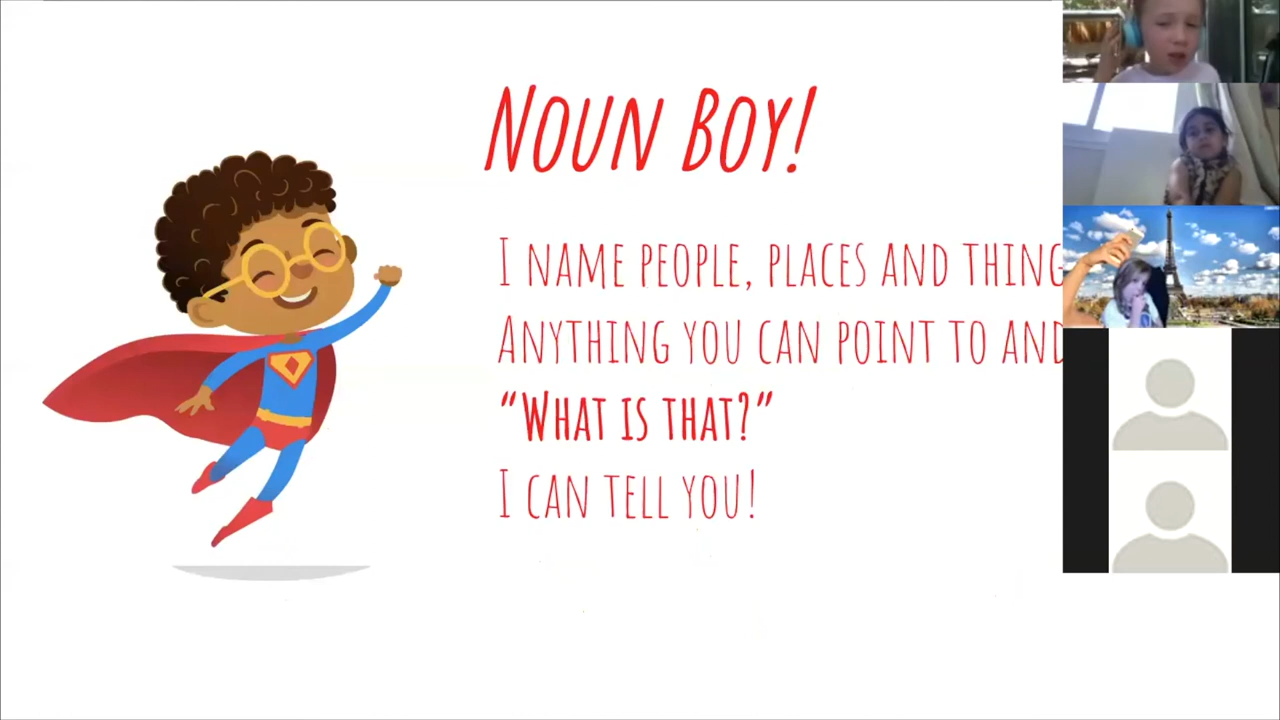 NOUN BOY!
I NAME PEOPLE, PLACES AND THING
ANYTHING YOU CAN POINT TO AND
“WHAT IS THAT?”
I CAN TELL YOU!